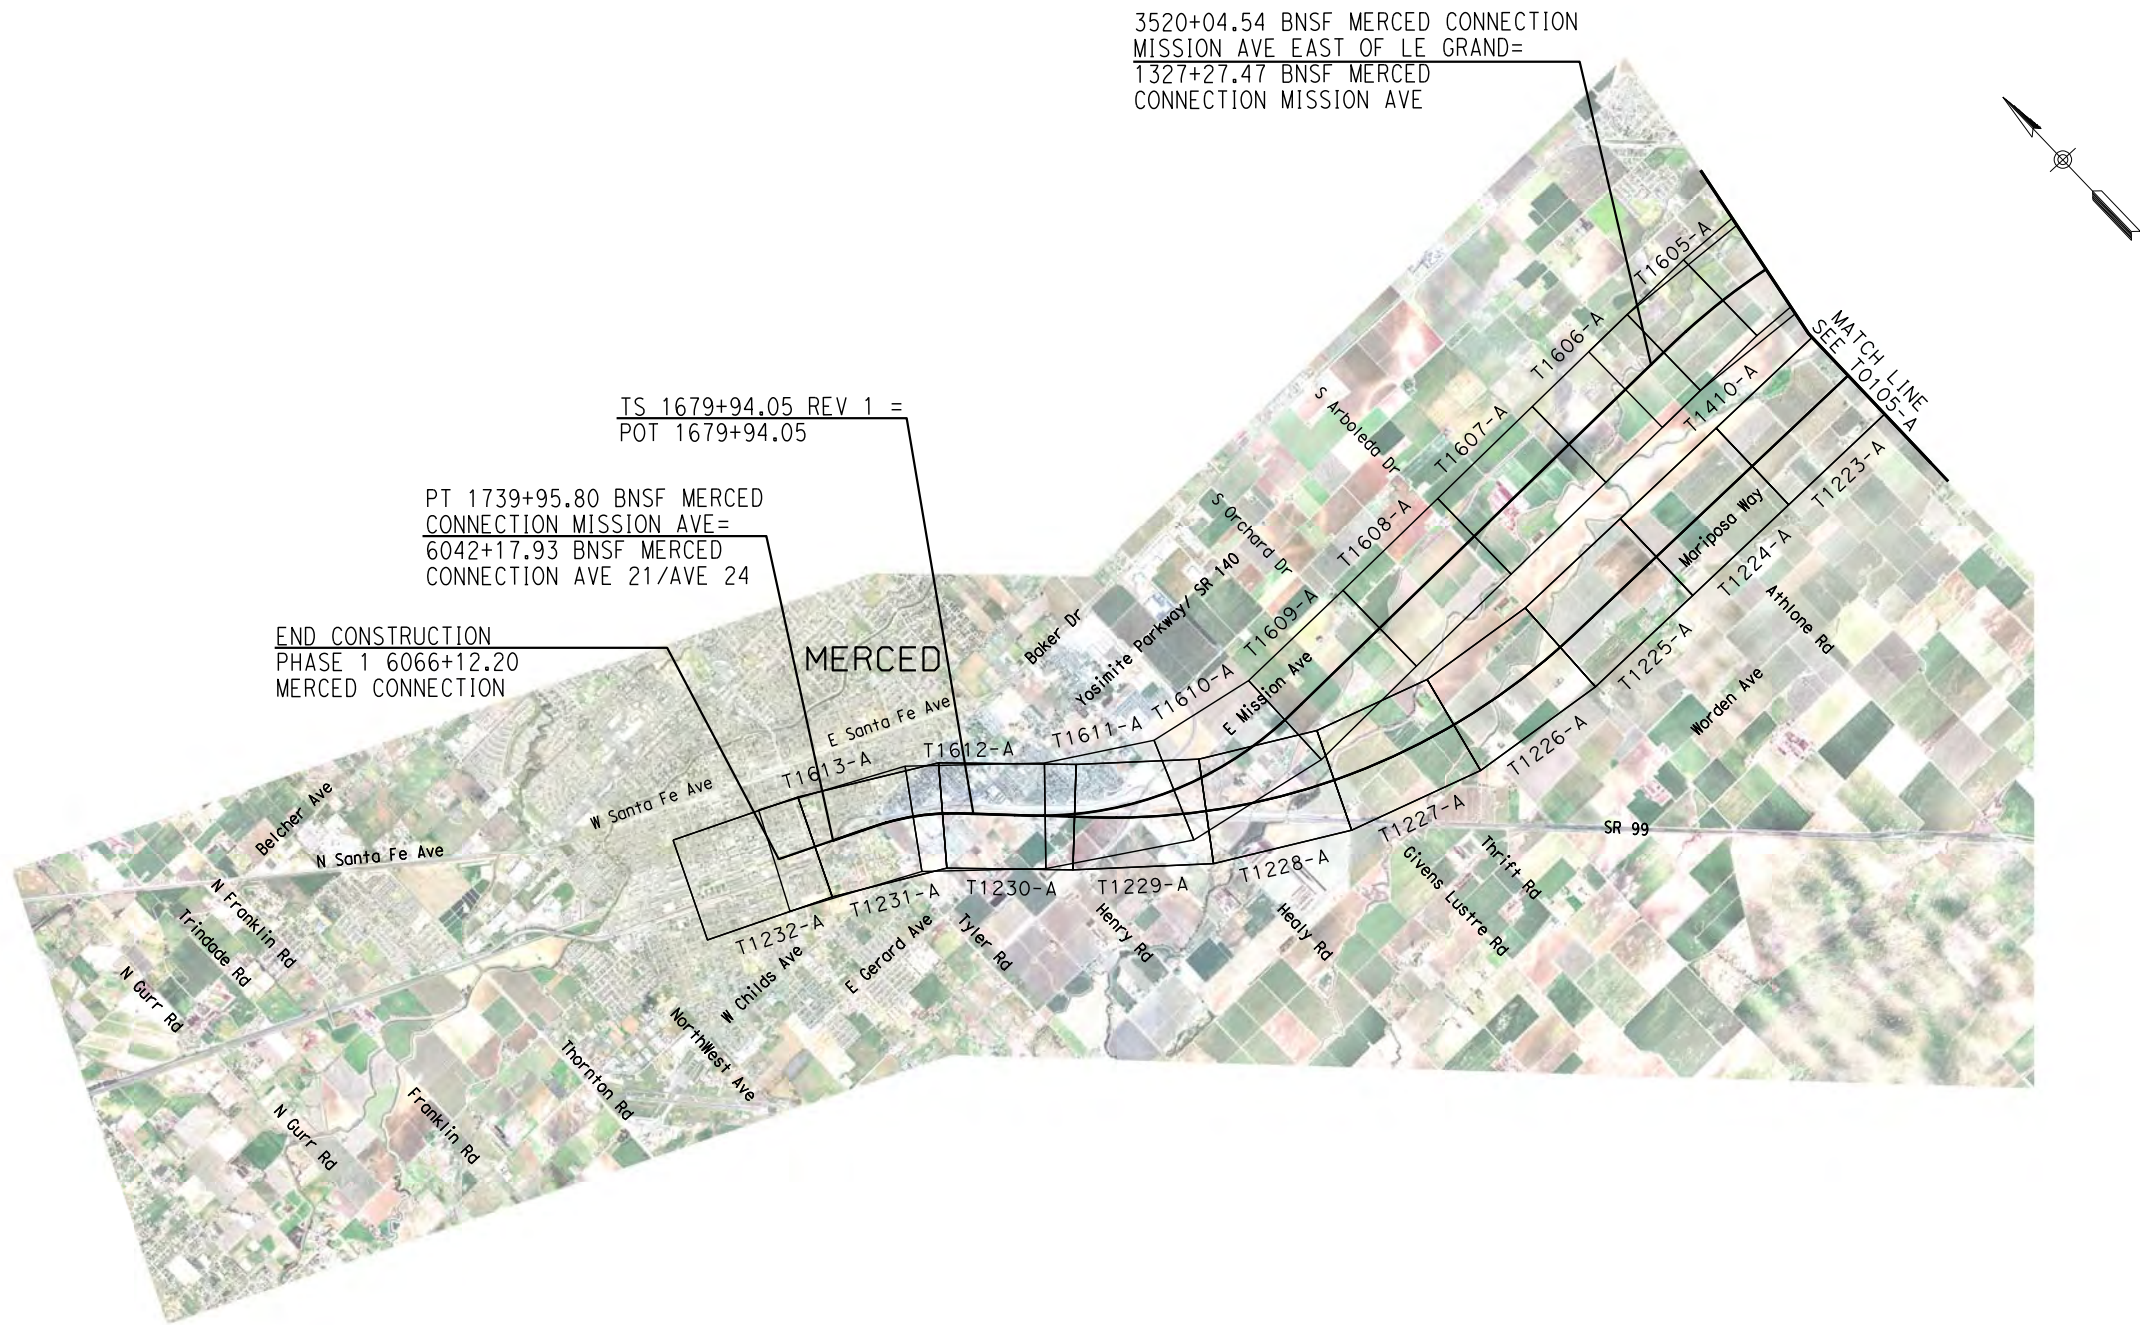 3520+04.54 BNSF MERCED CONNECTION
MISSION AVE EAST OF LE GRAND=
1327+27.47 BNSF MERCED
CONNECTION MISSION AVE
TS 1679+94.05 REV 1 =
POT 1679+94.05
PT 1739+95.80 BNSF MERCED
CONNECTION MISSION AVE=
6042+17.93 BNSF MERCED
CONNECTION AVE 21/AVE 24
END CONSTRUCTION
PHASE 1 6066+12.20
MERCED CONNECTION
MERCED
MATCH LINE
SEE T0105-A
T1605-A
T1606-A
T1607-A
T1608-A
T1609-A
T1610-A
T1611-A
T1612-A
T1613-A
T1410-A
T1223-A
T1224-A
T1225-A
T1226-A
T1227-A
T1228-A
T1229-A
T1230-A
T1231-A
T1232-A
S Arboleda Dr
S Orchard Dr
Yosimite Parkway/ SR 140
Baker Dr
E Mission Ave
Mariposa Way
Athlone Rd
Worden Ave
SR 99
Thrift Rd
Givens Lustre Rd
Healy Rd
Henry Rd
Tyler Rd
E Gerard Ave
W Childs Ave
NorthWest Ave
Thornton Rd
Franklin Rd
N Gurr Rd
E Santa Fe Ave
W Santa Fe Ave
Belcher Ave
N Santa Fe Ave
N Franklin Rd
Trindade Rd
N Gurr Rd